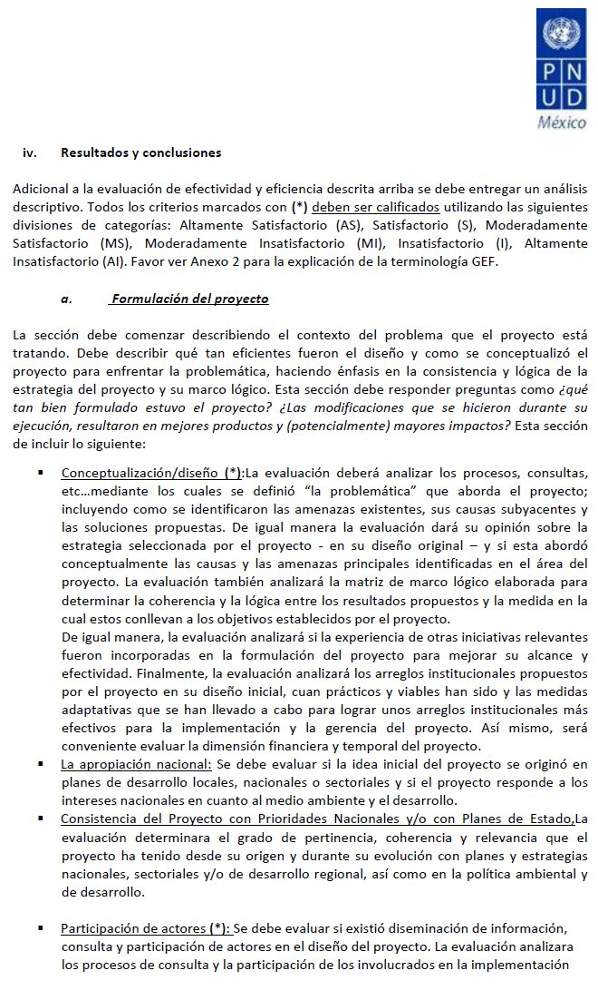 P N
U D
México
iv. Resultados y conclusiones
Adicional a la evaluación de efectividad y eficiencia descrita arriba se debe entregar un análisis
descriptivo. Todos los criterios marcados con (*) deben ser calificados utilizando las siguientes
divisiones de categorías: Altamente Satisfactorio (AS), Satisfactorio (S), Moderadamente
Satisfactorio (MS), Moderadamente Insatisfactorio (MI), Insatisfactorio (I), Altamente
Insatisfactorio (AI). Favor ver Anexo 2 para la explicación de la terminología GEF.
a. Formulación del proyecto
La sección debe comenzar describiendo el contexto del problema que el proyecto está
tratando. Debe describir qué tan eficientes fueron el diseño y como se conceptualizó el
proyecto para enfrentar la problemática, haciendo énfasis en la consistencia y lógica de la
estrategia del proyecto y su marco lógico. Esta sección debe responder preguntas como ¿qué
tan bien formulado estuvo el proyecto? ¿Las modificaciones que se hicieron durante su
ejecución, resultaron en mejores productos y (potencialmente) mayores impactos? Esta sección
de incluir lo siguiente:
▪ Conceptualización/diseño (*):La evaluación deberá analizar los procesos, consultas,
etc…mediante los cuales se definió “la problemática” que aborda el proyecto;
incluyendo como se identificaron las amenazas existentes, sus causas subyacentes y
las soluciones propuestas. De igual manera la evaluación dará su opinión sobre la
estrategia seleccionada por el proyecto - en su diseño original – y si esta abordó
conceptualmente las causas y las amenazas principales identificadas en el área del
proyecto. La evaluación también analizará la matriz de marco lógico elaborada para
determinar la coherencia y la lógica entre los resultados propuestos y la medida en la
cual estos conllevan a los objetivos establecidos por el proyecto.
De igual manera, la evaluación analizará si la experiencia de otras iniciativas relevantes
fueron incorporadas en la formulación del proyecto para mejorar su alcance y
efectividad. Finalmente, la evaluación analizará los arreglos institucionales propuestos
por el proyecto en su diseño inicial, cuan prácticos y viables han sido y las medidas
adaptativas que se han llevado a cabo para lograr unos arreglos institucionales más
efectivos para la implementación y la gerencia del proyecto. Así mismo, será
conveniente evaluar la dimensión financiera y temporal del proyecto.
▪ La apropiación nacional: Se debe evaluar si la idea inicial del proyecto se originó en
planes de desarrollo locales, nacionales o sectoriales y si el proyecto responde a los
intereses nacionales en cuanto al medio ambiente y el desarrollo.
▪ Consistencia del Proyecto con Prioridades Nacionales y/o con Planes de Estado,La
evaluación determinara el grado de pertinencia, coherencia y relevancia que el
proyecto ha tenido desde su origen y durante su evolución con planes y estrategias
nacionales, sectoriales y/o de desarrollo regional, así como en la política ambiental y
de desarrollo.
▪ Participación de actores (*): Se debe evaluar si existió diseminación de información,
consulta y participación de actores en el diseño del proyecto. La evaluación analizara
los procesos de consulta y la participación de los involucrados en la implementación